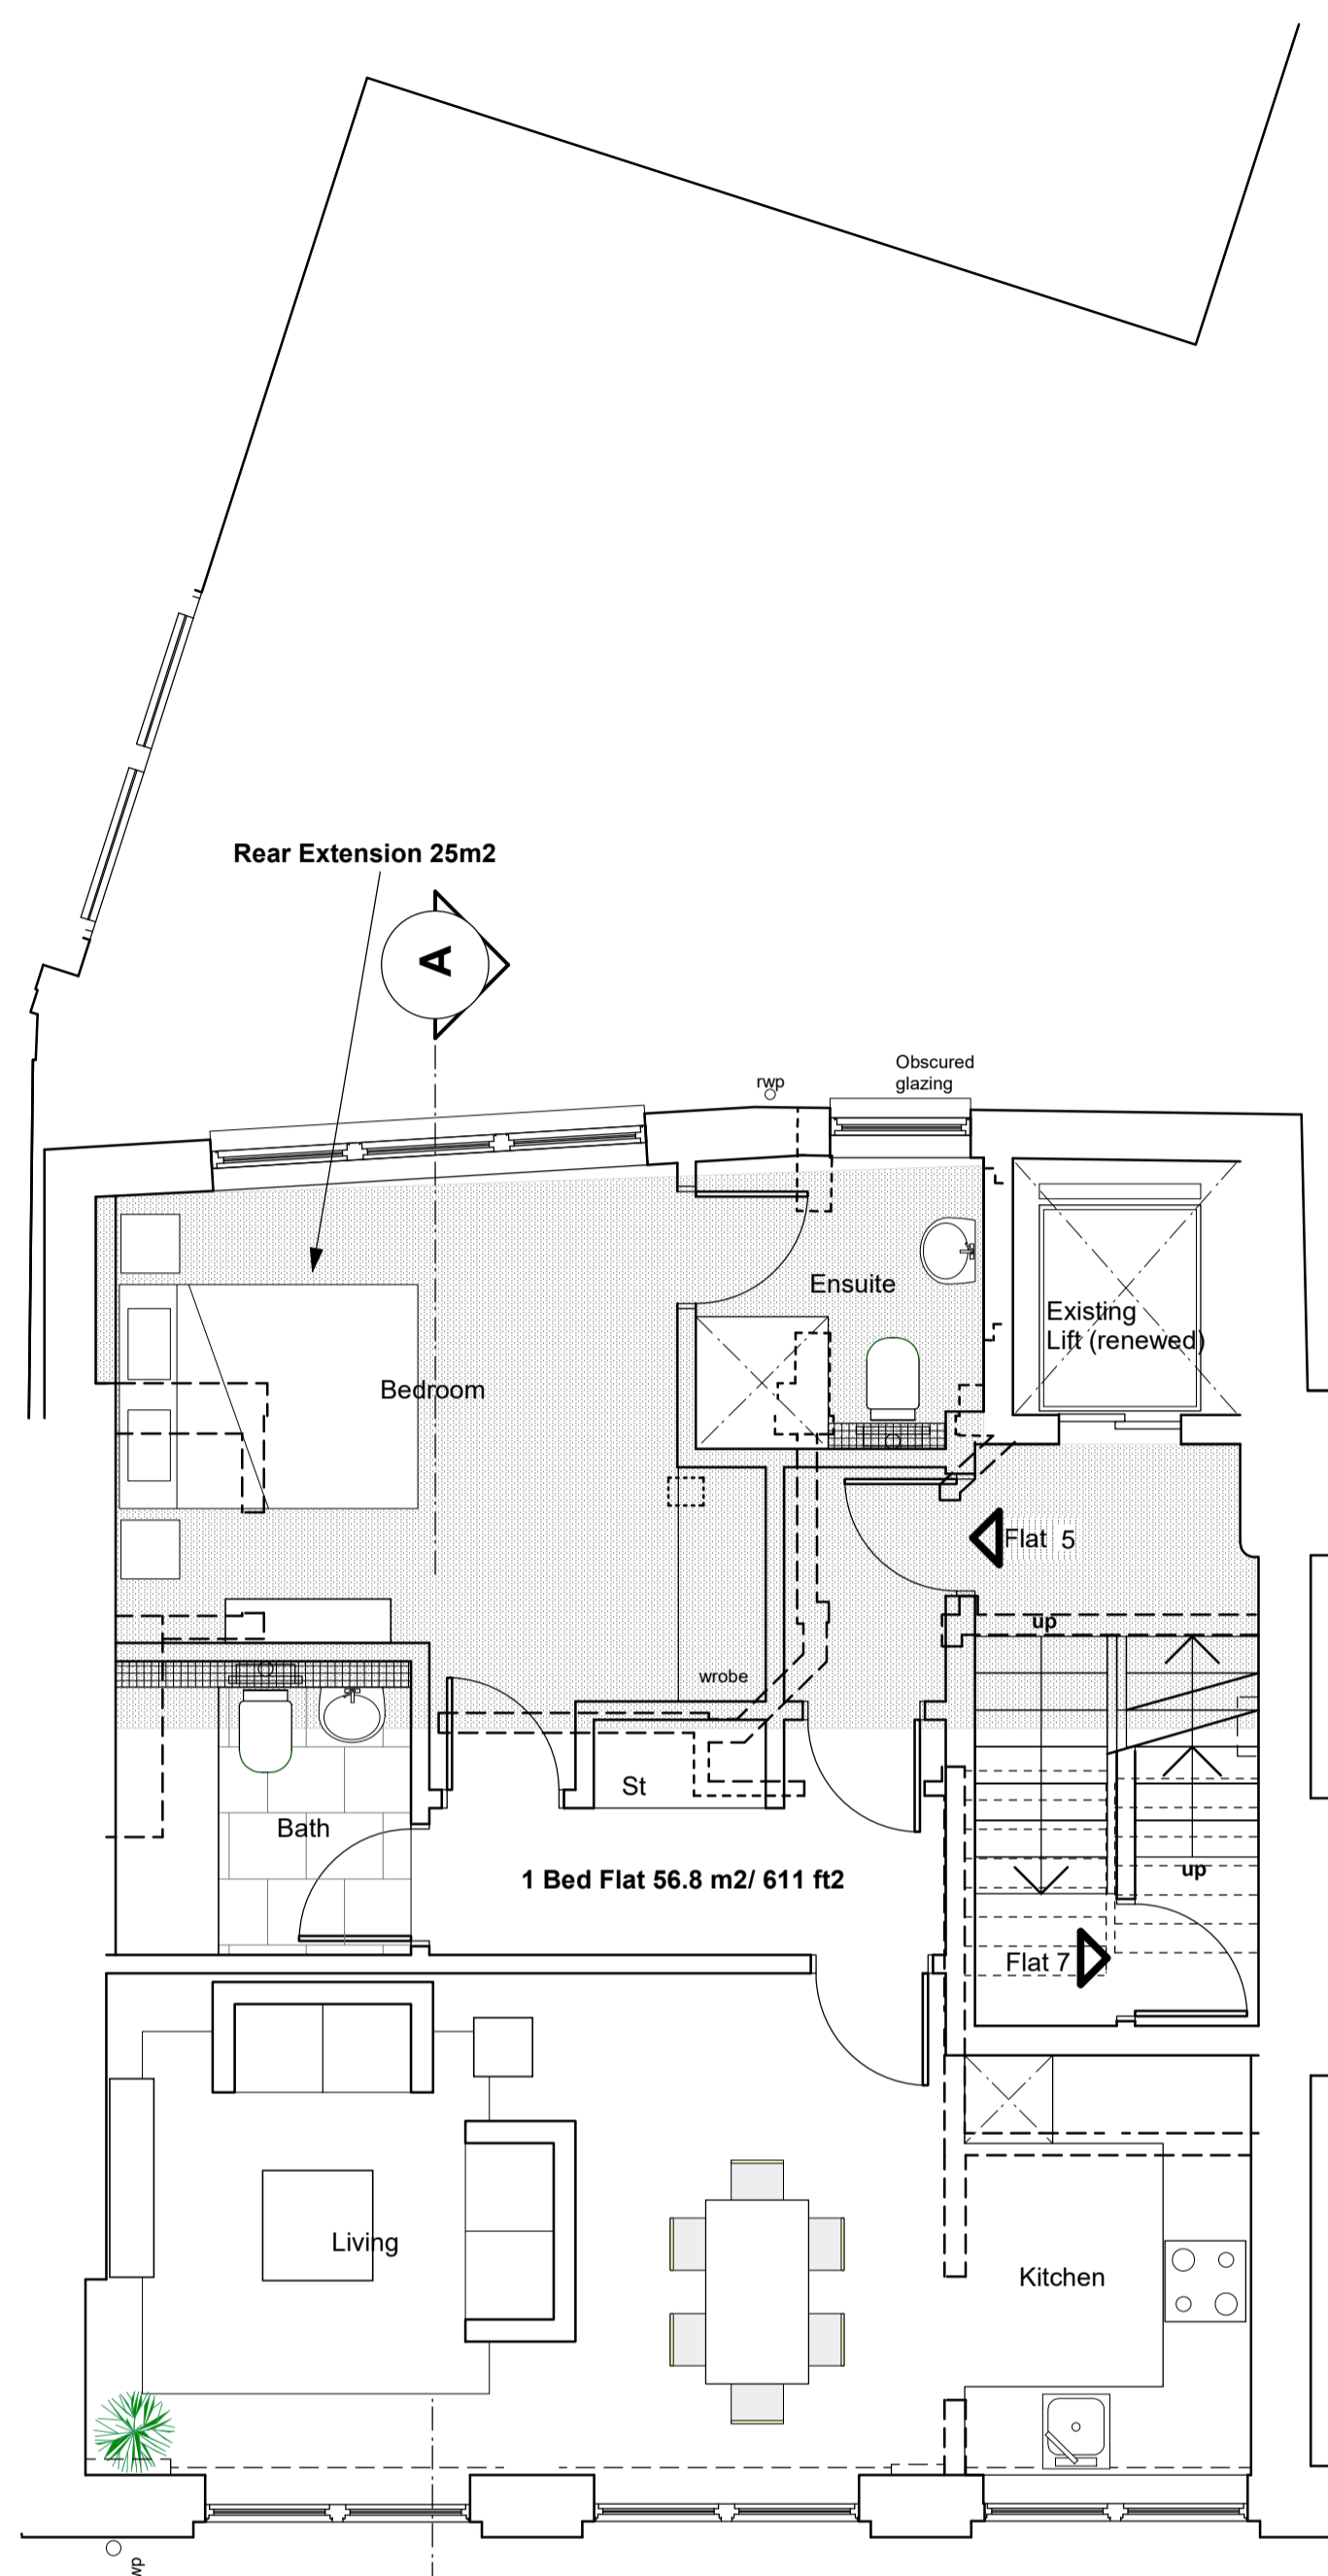 Rear Extension 25m2
A
Obscured
glazing
rwp
Ensuite
Existing
Lift (renewed)
Bedroom
Flat 5
up
wrobe
St
Bath
1 Bed Flat 56.8 m2/ 611 ft2
up
Flat 7
Living
Kitchen
wp